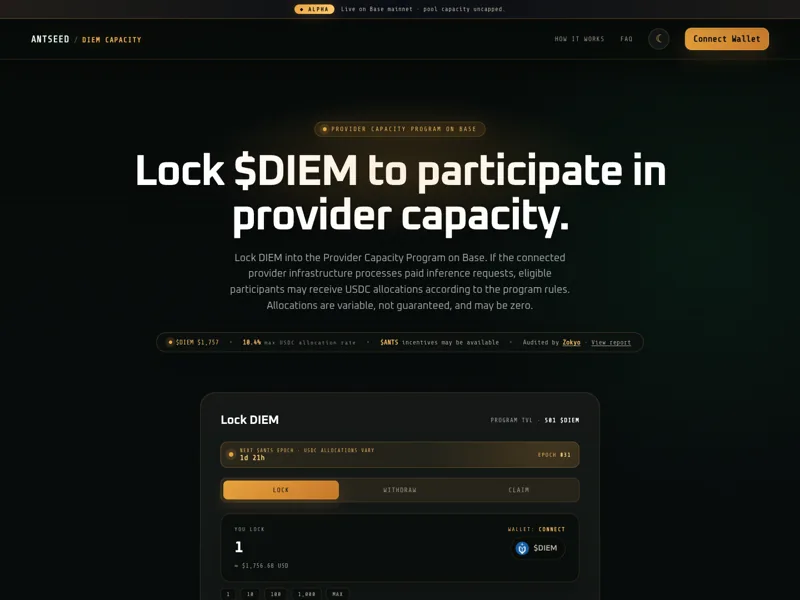 ALPHA Live on Base mainnet · pool capacity uncapped.
ANTSEED / DIEM CAPACITY HOW IT WORKS FAQ Connect Wallet
PROVIDER CAPACITY PROGRAM ON BASE
Lock $DIEM to participate in
provider capacity.
Lock DIEM into the Provider Capacity Program on Base. If the connected
provider infrastructure processes paid inference requests, eligible
participants may receive USDC allocations according to the program rules.
Allocations are variable, not guaranteed, and may be zero.
$DIEM $1,757 · 10.4% max USDC allocation rate · $ANTS incentives may be available · Audited by Zokyo · View report
Lock DIEM PROGRAM TVL · 501 $DIEM
NEXT $ANTS EPOCH · USDC ALLOCATIONS VARY
1d 21h EPOCH #31
LOCK WITHDRAW CLAIM
YOU LOCK WALLET: CONNECT
1 $DIEM
≈ $1,756.60 USD
1 10 100 1,000 MAX